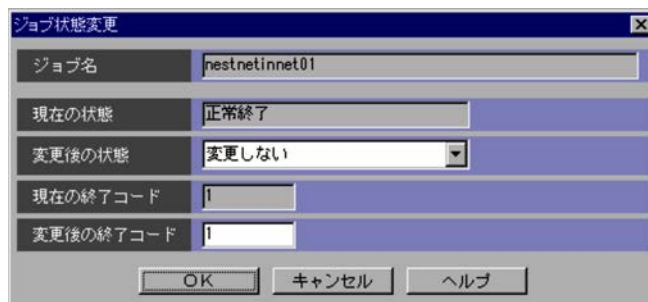 ジョブ状態変更
ジョブ名 nestnetinnet01
現在の状態 正常終了
変更後の状態 変更しない
現在の終了コード 1
変更後の終了コード 1
OK キャンセル ヘルプ